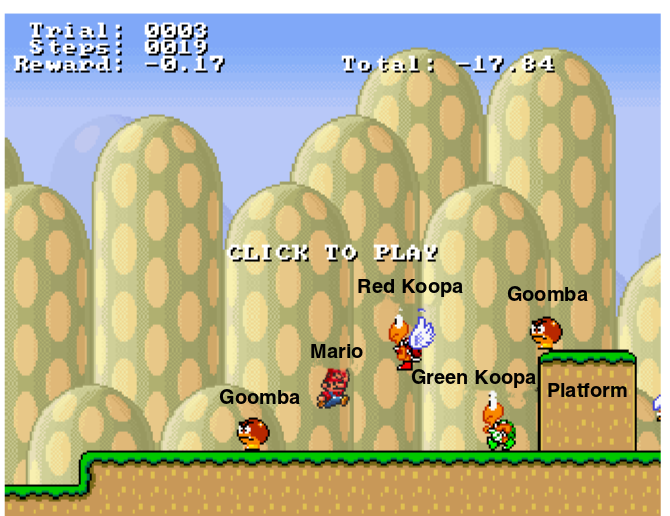 Trial: 0003
Steps: 0019
Reward: -0.17 Total: -17.84
CLICK TO PLAY
Red Koopa
Goomba
Mario
Green Koopa
Platform
Goomba